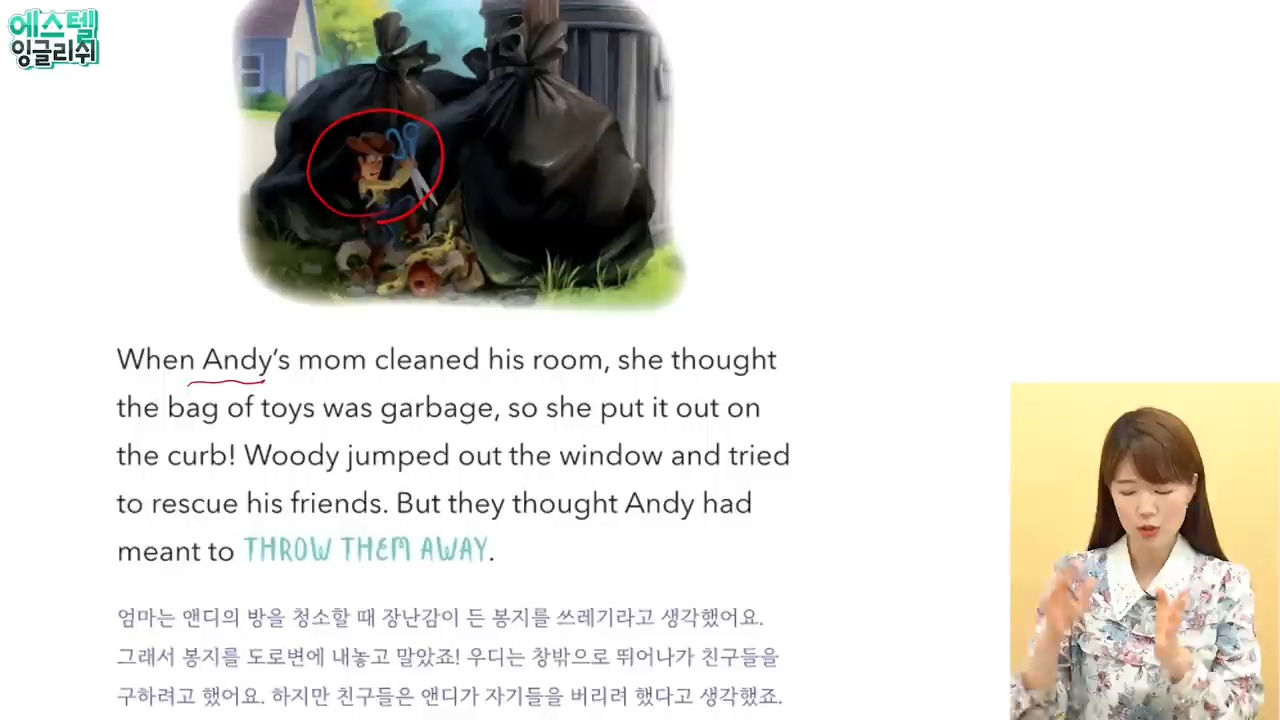 에스텔
잉글리쉬
When Andy’s mom cleaned his room, she thought
the bag of toys was garbage, so she put it out on
the curb! Woody jumped out the window and tried
to rescue his friends. But they thought Andy had
meant to THROW THEM AWAY.
엄마는 앤디의 방을 청소할 때 장난감이 든 봉지를 쓰레기라고 생각했어요.
그래서 봉지를 도로변에 내놓고 말았죠! 우디는 창밖으로 뛰어나가 친구들을
구하려고 했어요. 하지만 친구들은 앤디가 자기들을 버리려 했다고 생각했죠.